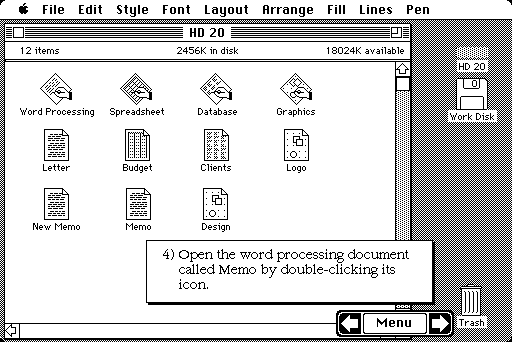 File Edit Style Font Layout Arrange Fill Lines Pen
HD 20
12 items 2456K in disk 18024K available
HD 20
Word Processing Spreadsheet Database Graphics
Work Disk
Letter Budget Clients Logo
New Memo Memo Design
4) Open the word processing document
called Memo by double-clicking its
icon.
Menu
Trash